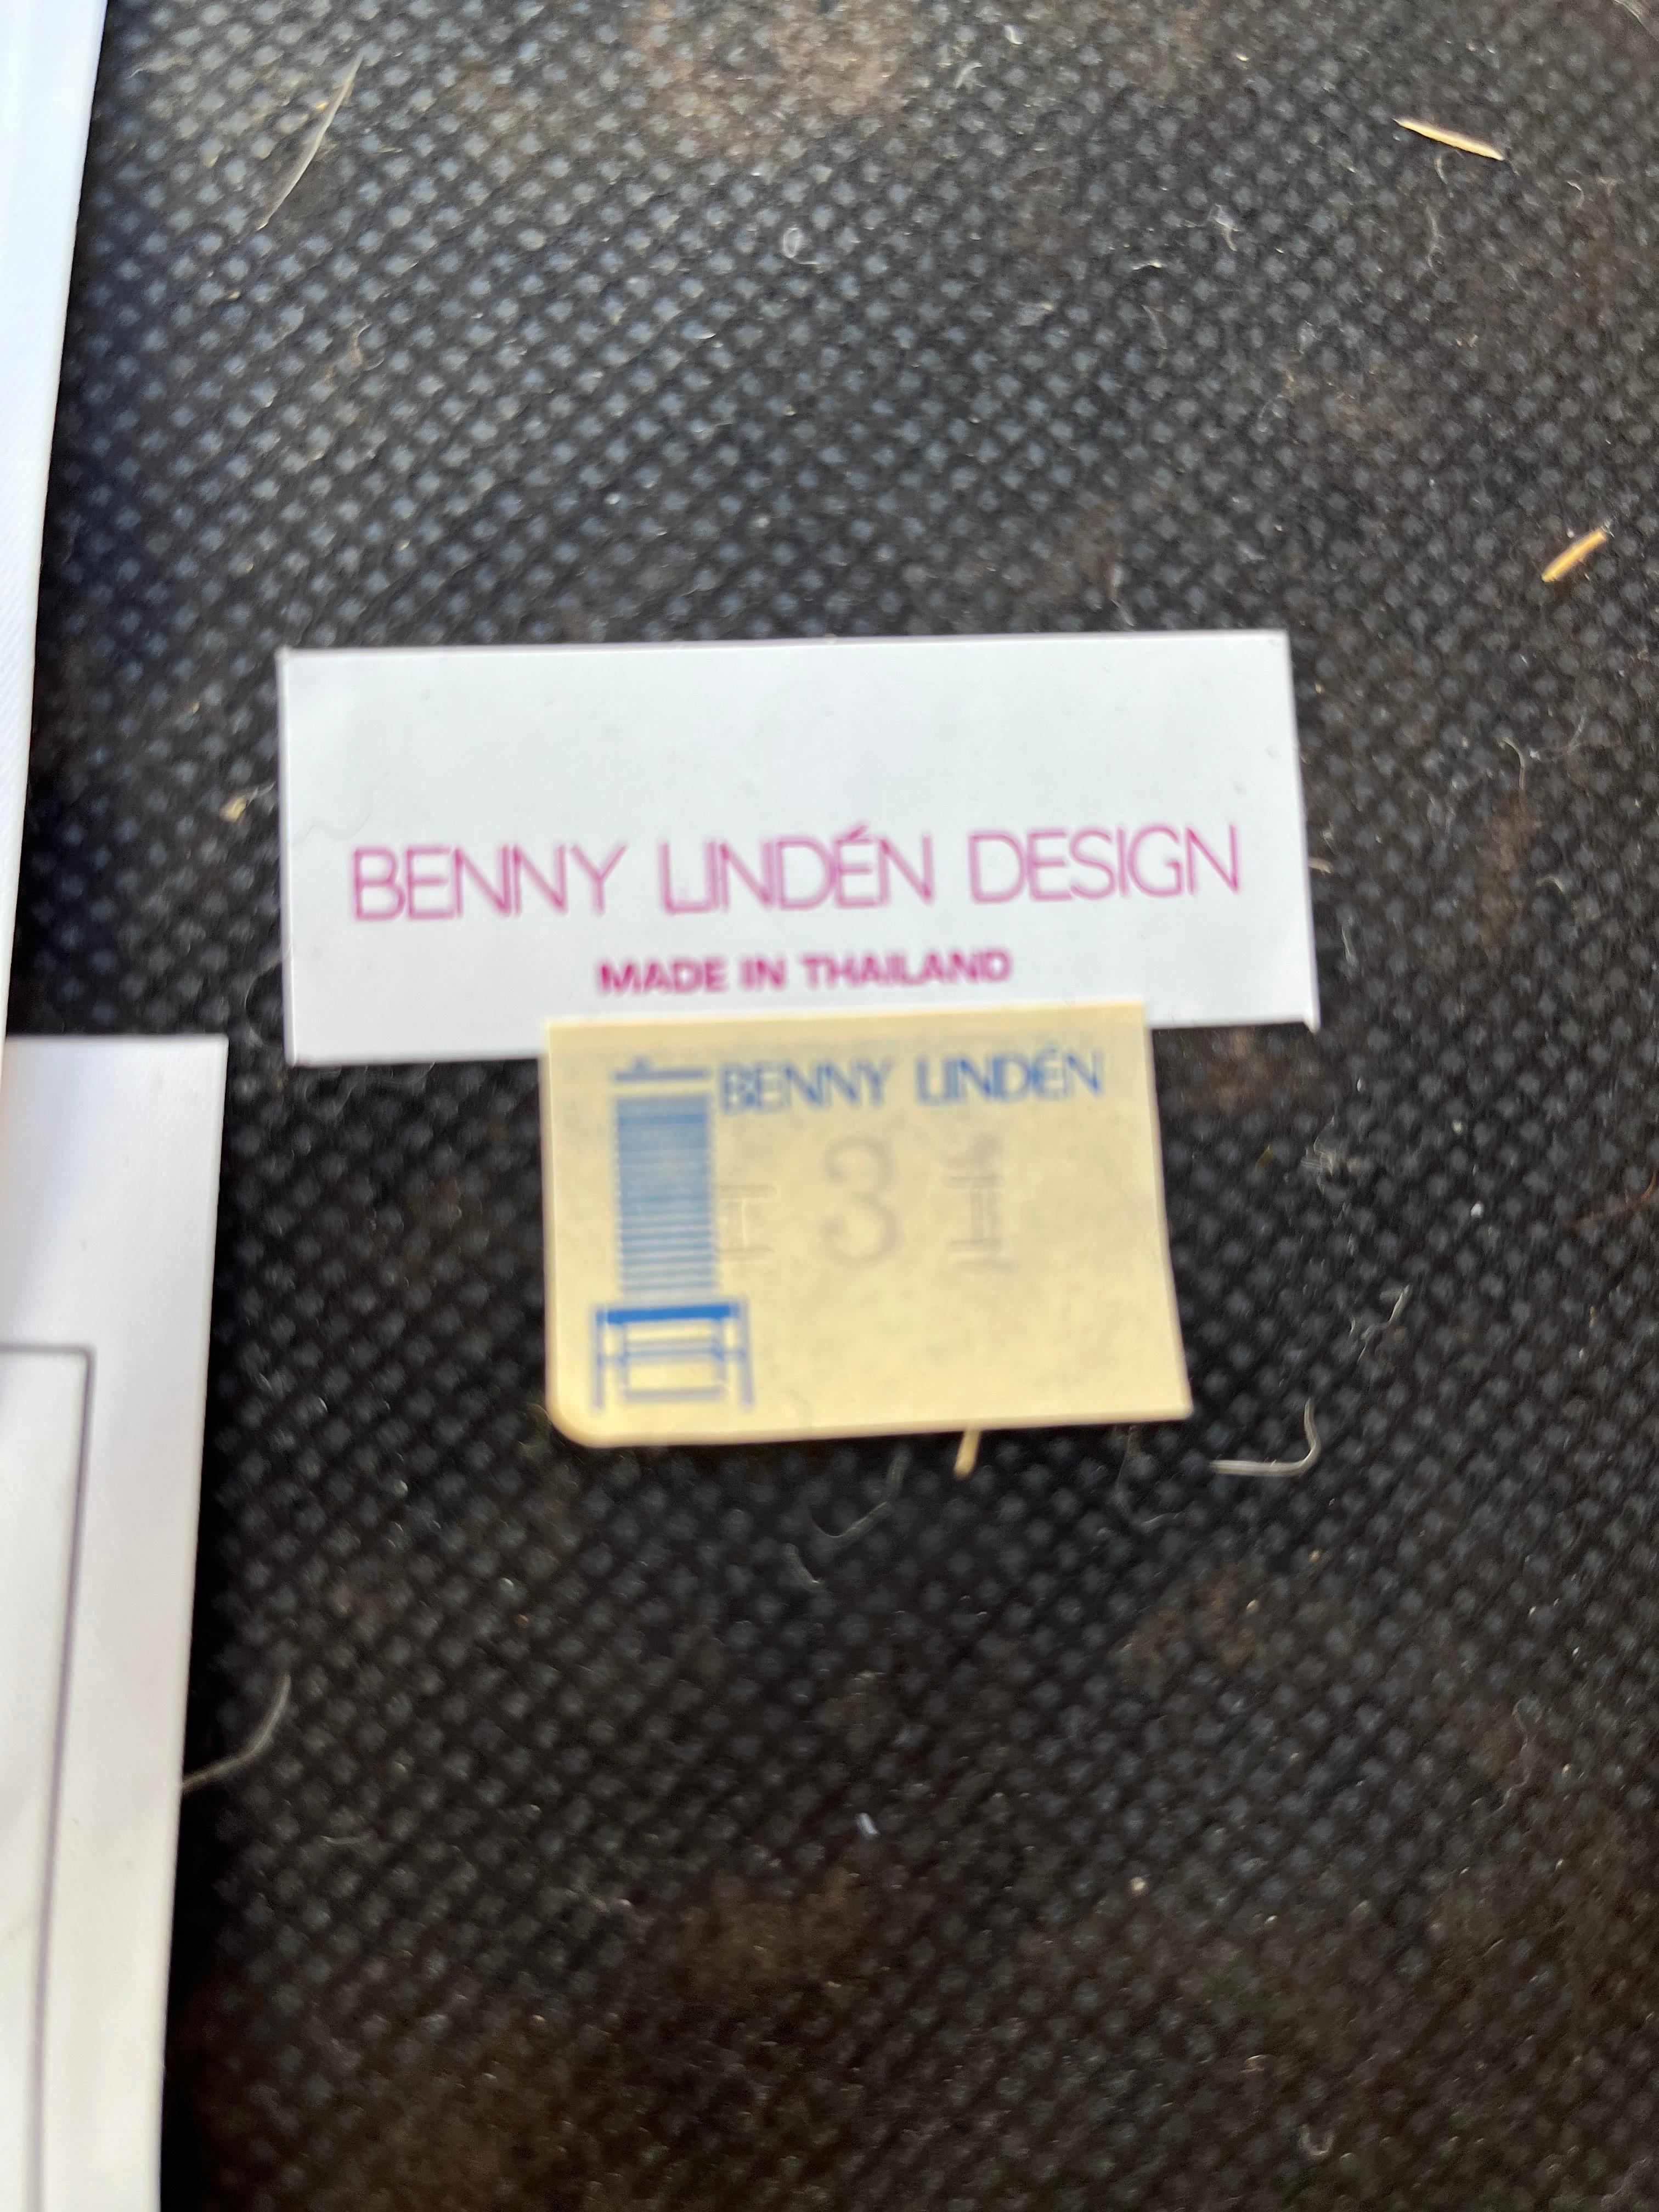 BENNY LINDÉN DESIGN
MADE IN THAILAND
BENNY LINDÉN
3